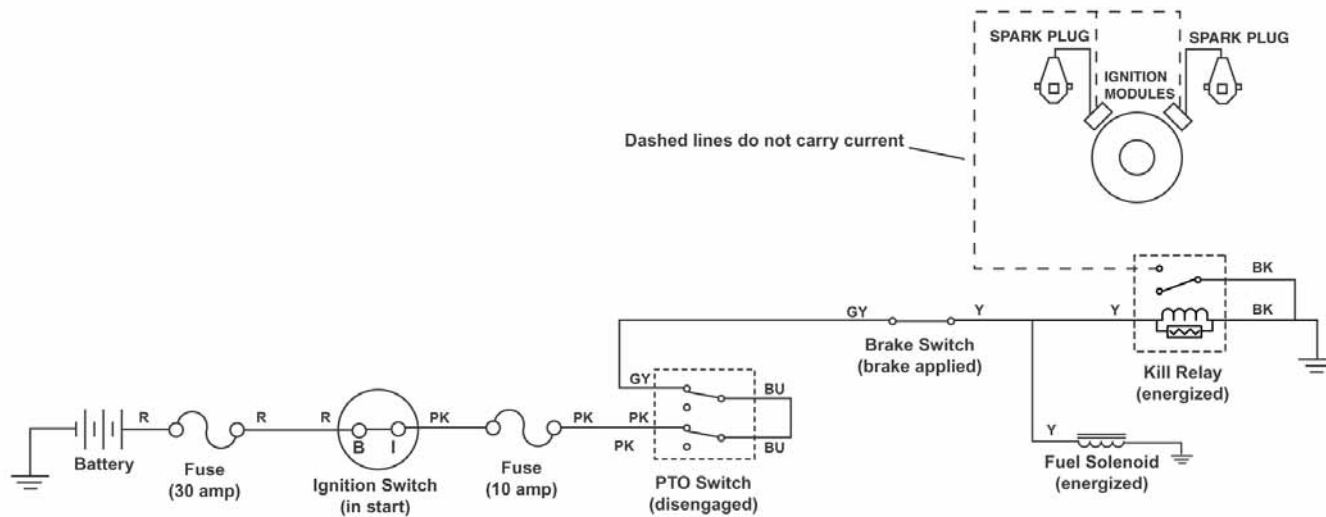 SPARK PLUG
SPARK PLUG
IGNITION
MODULES
Dashed lines do not carry current
BK
GY
Y
Y
BK
Brake Switch
(brake applied)
Kill Relay
(energized)
GY
BU
R
R
R
PK
PK
PK
B
I
PK
BU
Y
Battery
Fuse
(30 amp)
Ignition Switch
(in start)
Fuse
(10 amp)
PTO Switch
(disengaged)
Fuel Solenoid
(energized)